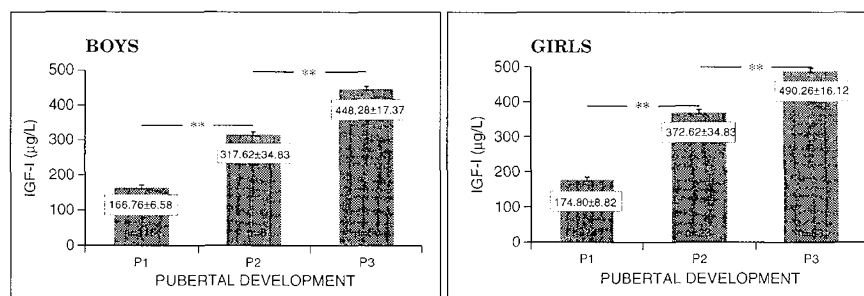 BOYS
500
400
300
200
100
0
IGF-I (µg/L)
**
**
166.76±6.58
317.62±34.83
448.28±17.37
P1 P2 P3
PUBERTAL DEVELOPMENT
GIRLS
500
400
300
200
100
0
IGF-I (µg/L)
**
**
174.80±8.82
372.62±34.83
490.26±16.12
P1 P2 P3
PUBERTAL DEVELOPMENT